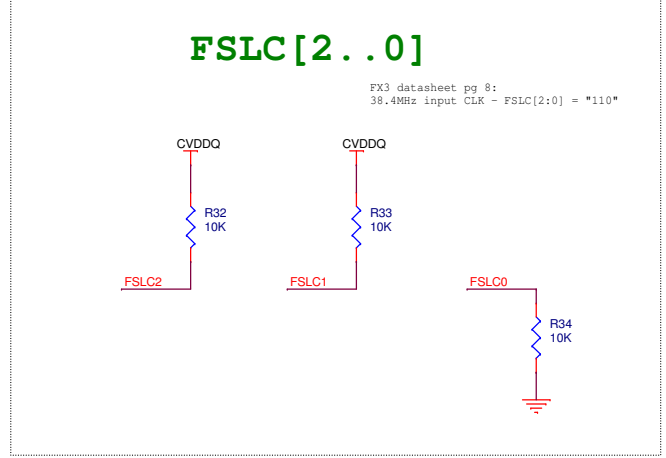 FSLC[2..0]
FX3 datasheet pg 8:
38.4MHz input CLK - FSLC[2:0] = "110"
CVDDQ
CVDDQ
R32
10K
R33
10K
FSLC2
FSLC1
FSLC0
R34
10K